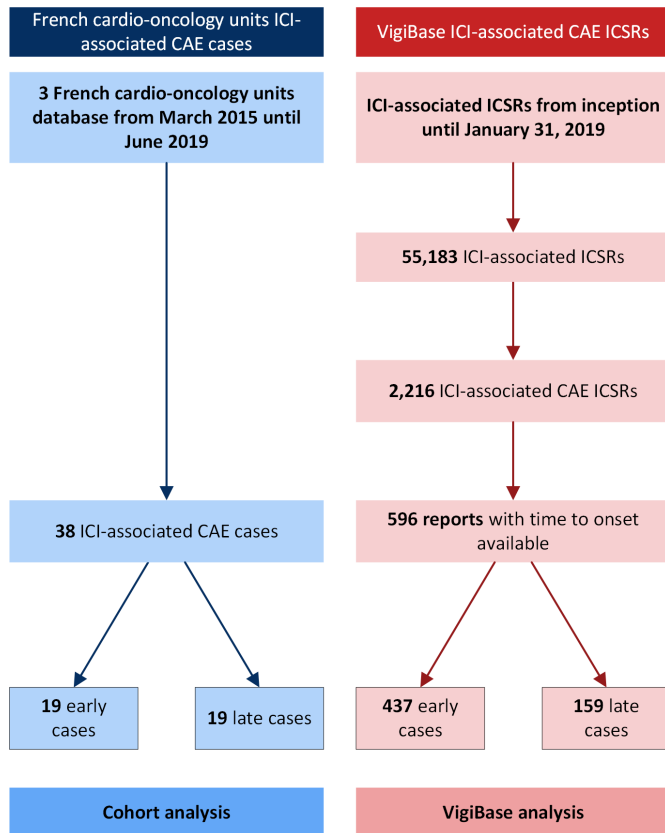 French cardio-oncology units ICI-
associated CAE cases
3 French cardio-oncology units
database from March 2015 until
June 2019
38 ICI-associated CAE cases
19 early
cases
19 late cases
Cohort analysis
VigiBase ICI-associated CAE ICSRs
ICI-associated ICSRs from inception
until January 31, 2019
55,183 ICI-associated ICSRs
2,216 ICI-associated CAE ICSRs
596 reports with time to onset
available
437 early
cases
159 late
cases
VigiBase analysis